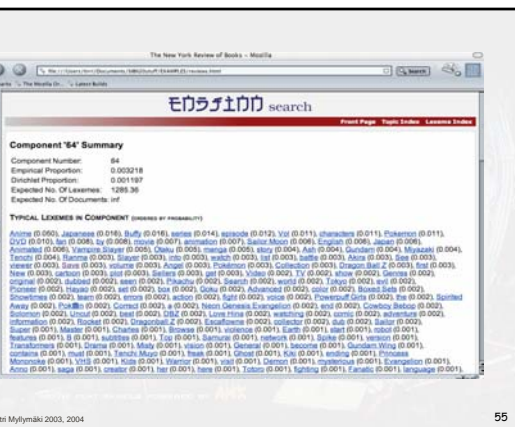 The New York Review of Books - Mozilla
Search
The Mozilla Or... Latest Builds
search
Front Page Topic Index Lexeme Index
Component '64' Summary
Component Number: 64
Empirical Proportion: 0.003218
Dirichlet Proportion: 0.001197
Expected No. Of Lexemes: 1285.36
Expected No. Of Documents: inf
TYPICAL LEXEMES IN COMPONENT (ORDERED BY PROBABILITY)
Anime (0.060), Japanese (0.016), Buffy (0.016), series (0.014), episode (0.012), Vol (0.011), characters (0.011), Pokemon (0.011),
DVD (0.010), fan (0.008), by (0.008), movie (0.007), animation (0.007), Sailor Moon (0.006), English (0.006), Japan (0.006),
Animated (0.006), Vampire Slayer (0.005), Otaku (0.005), manga (0.005), story (0.005), Ash (0.004), Gundam (0.004), Miyazaki (0.004),
Tenchi (0.004), Ranma (0.003), Slayer (0.003), into (0.003), watch (0.003), list (0.003), battle (0.003), Akira (0.003), See (0.003),
viewer (0.003), Save (0.003), volume (0.003), Angel (0.003), Pokémon (0.003), Collection (0.003), Dragon Ball Z (0.003), first (0.003),
New (0.003), cartoon (0.003), plot (0.003), Sellers (0.003), get (0.003), Video (0.002), TV (0.002), show (0.002), Genres (0.002),
original (0.002), dubbed (0.002), seen (0.002), Pikachu (0.002), Search (0.002), world (0.002), Tokyo (0.002), evil (0.002),
Pioneer (0.002), Hayao (0.002), set (0.002), box (0.002), Goku (0.002), Advanced (0.002), color (0.002), Boxed Sets (0.002),
Showtimes (0.002), team (0.002), errors (0.002), action (0.002), fight (0.002), voice (0.002), Powerpuff Girls (0.002), the (0.002), Spirited
Away (0.002), (0.002), Correct (0.002), a (0.002), Neon Genesis Evangelion (0.002), end (0.002), Cowboy Bebop (0.002),
Solomon (0.002), Uncut (0.002), beat (0.002), DBZ (0.002), Love Hina (0.002), watching (0.002), comic (0.002), adventure (0.002),
information (0.002), Rocket (0.002), Dragonball Z (0.002), Escaflowne (0.002), collector (0.002), dub (0.002), Sailor (0.002),
Super (0.001), Master (0.001), Charles (0.001), Browse (0.001), violence (0.001), Earth (0.001), start (0.001), robot (0.001),
features (0.001), B (0.001), subtitles (0.001), Top (0.001), Samurai (0.001), network (0.001), Spike (0.001), version (0.001),
Transformers (0.001), Drama (0.001), Misty (0.001), vision (0.001), General (0.001), become (0.001), Gundam Wing (0.001),
contains (0.001), must (0.001), Tenchi Muyo (0.001), freak (0.001), Ghost (0.001), Kiki (0.001), ending (0.001), Princess
Mononoke (0.001), VHS (0.001), Kids (0.001), Warrior (0.001), visit (0.001), Demon (0.001), mysterious (0.001), Evangelion (0.001),
Anno (0.001), saga (0.001), creator (0.001), her (0.001), here (0.001), Totoro (0.001), fighting (0.001), Fanatic (0.001), language (0.001),
tri Myllymäki 2003, 2004
55